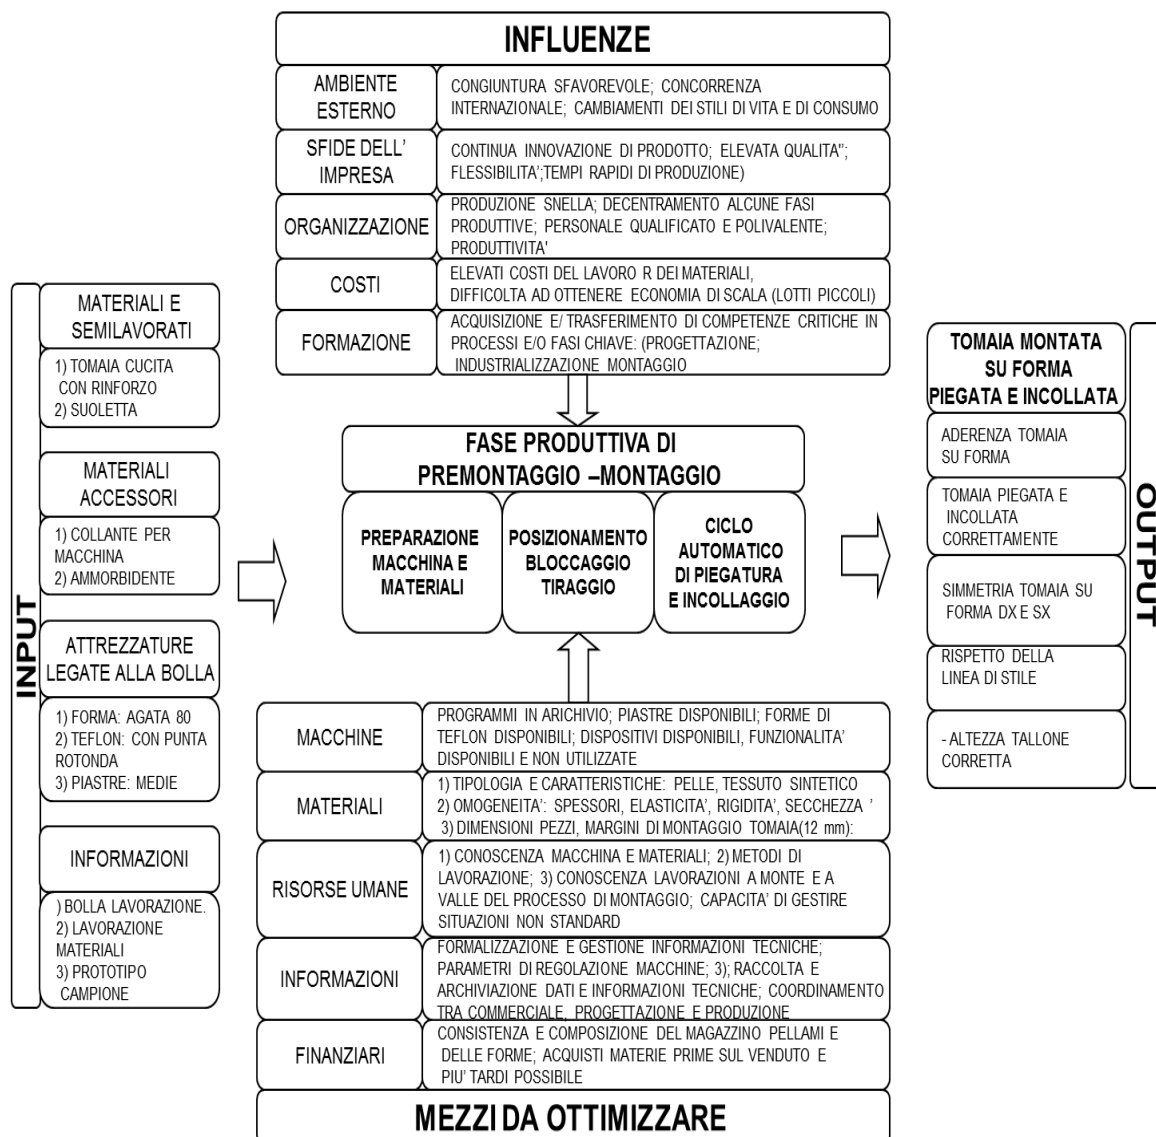 INFLUENZE
AMBIENTE
ESTERNO
CONGIUNTURA SFAVOREVOLE; CONCORRENZA
INTERNAZIONALE; CAMBIAMENTI DEI STILI DI VITA E DI CONSUMO
SFIDE DELL'
IMPRESA
CONTINUA INNOVAZIONE DI PRODOTTO; ELEVATA QUALITA'';
FLESSIBILITA';TEMPI RAPIDI DI PRODUZIONE)
ORGANIZZAZIONE
PRODUZIONE SNELLA; DECENTRAMENTO ALCUNE FASI
PRODUTTIVE; PERSONALE QUALIFICATO E POLIVALENTE;
PRODUTTIVITA'
COSTI
ELEVATI COSTI DEL LAVORO R DEI MATERIALI,
DIFFICOLTA AD OTTENERE ECONOMIA DI SCALA (LOTTI PICCOLI)
FORMAZIONE
ACQUISIZIONE E/ TRASFERIMENTO DI COMPETENZE CRITICHE IN
PROCESSI E/O FASI CHIAVE: (PROGETTAZIONE;
INDUSTRIALIZZAZIONE MONTAGGIO
INPUT
MATERIALI E
SEMILAVORATI
1) TOMAIA CUCITA
CON RINFORZO
2) SUOLETTA
MATERIALI
ACCESSORI
1) COLLANTE PER
MACCHINA
2) AMMORBIDENTE
ATTREZZATURE
LEGATE ALLA BOLLA
1) FORMA: AGATA 80
2) TEFLON: CON PUNTA
ROTONDA
3) PIASTRE: MEDIE
INFORMAZIONI
) BOLLA LAVORAZIONE.
2) LAVORAZIONE
MATERIALI
3) PROTOTIPO
CAMPIONE
FASE PRODUTTIVA DI
PREMONTAGGIO –MONTAGGIO
PREPARAZIONE
MACCHINA E
MATERIALI
POSIZIONAMENTO
BLOCCAGGIO
TIRAGGIO
CICLO
AUTOMATICO
DI PIEGATURA
E INCOLLAGGIO
TOMAIA MONTATA
SU FORMA
PIEGATA E INCOLLATA
ADERENZA TOMAIA
SU FORMA
TOMAIA PIEGATA E
INCOLLATA
CORRETTAMENTE
SIMMETRIA TOMAIA SU
FORMA DX E SX
RISPETTO DELLA
LINEA DI STILE
- ALTEZZA TALLONE
CORRETTA
OUTPUT
MACCHINE
PROGRAMMI IN ARICHIVIO; PIASTRE DISPONIBILI; FORME DI
TEFLON DISPONIBILI; DISPOSITIVI DISPONIBILI, FUNZIONALITA'
DISPONIBILI E NON UTILIZZATE
MATERIALI
1) TIPOLOGIA E CARATTERISTICHE: PELLE, TESSUTO SINTETICO
2) OMOGENEITA': SPESSORI, ELASTICITA', RIGIDITA', SECCHEZZA '
3) DIMENSIONI PEZZI, MARGINI DI MONTAGGIO TOMAIA(12 mm):
RISORSE UMANE
1) CONOSCENZA MACCHINA E MATERIALI; 2) METODI DI
LAVORAZIONE; 3) CONOSCENZA LAVORAZIONI A MONTE E A
VALLE DEL PROCESSO DI MONTAGGIO; CAPACITA' DI GESTIRE
SITUAZIONI NON STANDARD
INFORMAZIONI
FORMALIZZAZIONE E GESTIONE INFORMAZIONI TECNICHE;
PARAMETRI DI REGOLAZIONE MACCHINE; 3); RACCOLTA E
ARCHIVIAZIONE DATI E INFORMAZIONI TECNICHE; COORDINAMENTO
TRA COMMERCIALE, PROGETTAZIONE E PRODUZIONE
FINANZIARI
CONSISTENZA E COMPOSIZIONE DEL MAGAZZINO PELLAMI E
DELLE FORME; ACQUISTI MATERIE PRIME SUL VENDUTO E
PIU' TARDI POSSIBILE
MEZZI DA OTTIMIZZARE